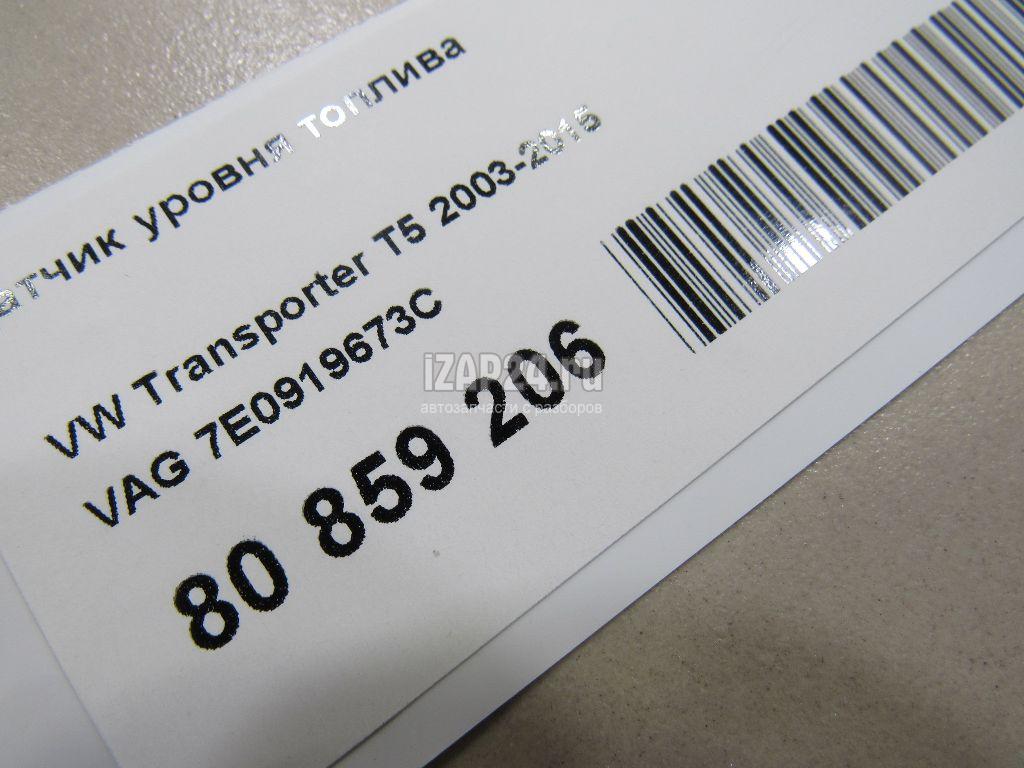 атчик уровня топлива
VW Transporter T5 2003-2015
VAG 7E0919673C
80 859 206
iZAP24.ru
автозапчасти с разборов